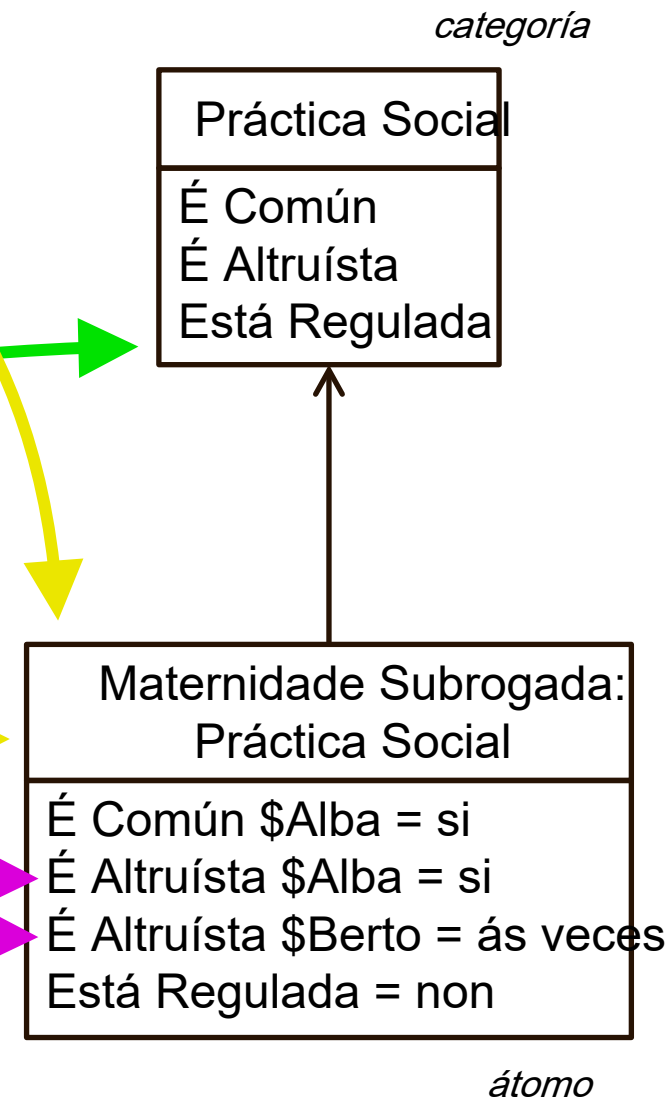 categoría
Práctica Social
É Común
É Altruísta
Está Regulada
Maternidade Subrogada:
Práctica Social
É Común $Alba = si
É Altruísta $Alba = si
É Altruísta $Berto = ás veces
Está Regulada = non
átomo